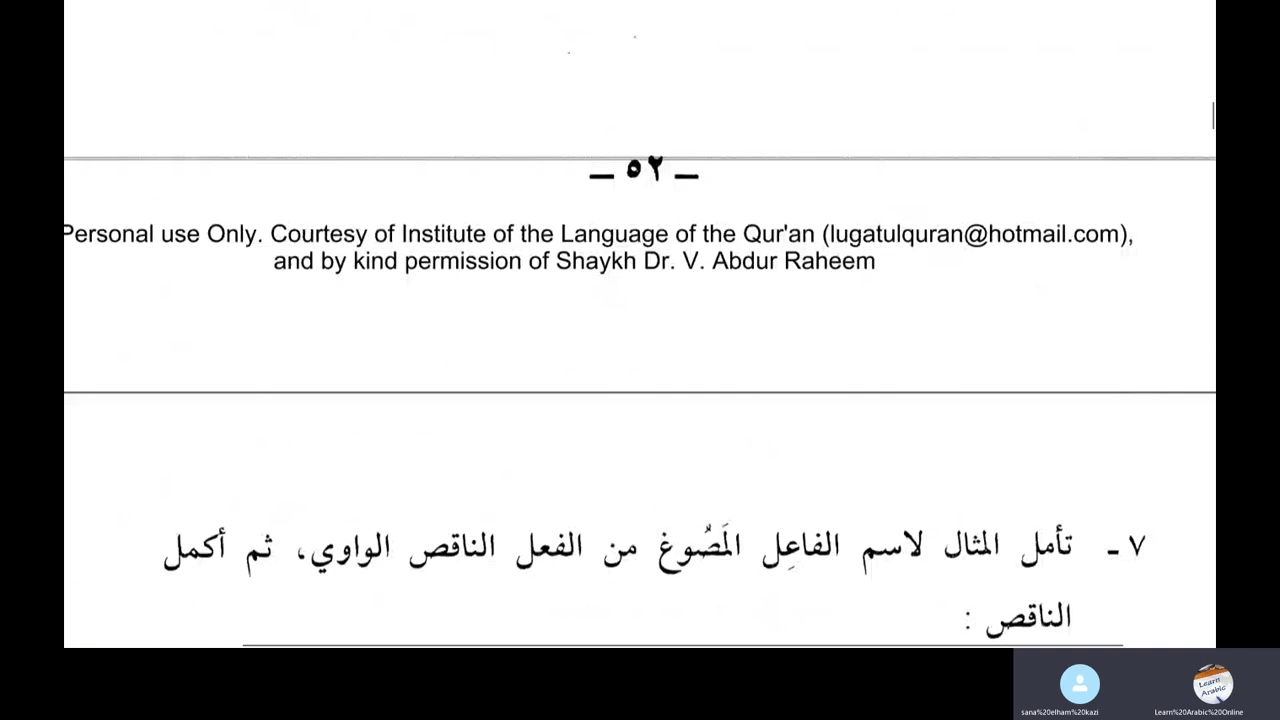 ـ ٥٢ ـ
Personal use Only. Courtesy of Institute of the Language of the Qur'an (lugatulquran@hotmail.com),
and by kind permission of Shaykh Dr. V. Abdur Raheem
٧ ـ تأمل المثال لاسم الفاعِل المَصُوغ من الفعل الناقص الواوي، ثم أكمل
الناقص :
Learn Arabic
sana%20elham%20kazi
Learn%20Arabic%20Online